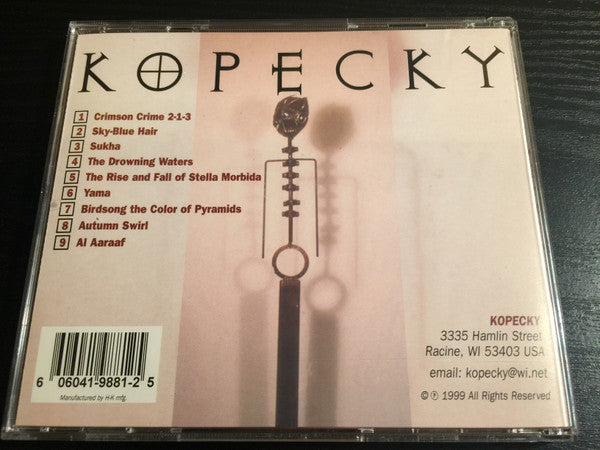 KOPECKY
1 Crimson Crime 2-1-3
2 Sky-Blue Hair
3 Sukha
4 The Drowning Waters
5 The Rise and Fall of Stella Morbida
6 Yama
7 Birdsong the Color of Pyramids
8 Autumn Swirl
9 Al Aaraaf
KOPECKY
3335 Hamlin Street
Racine, WI 53403 USA
email: kopecky@wi.net
© ℗ 1999 All Rights Reserved
6 06041-9881-2 5
Manufactured by H-K mfg.